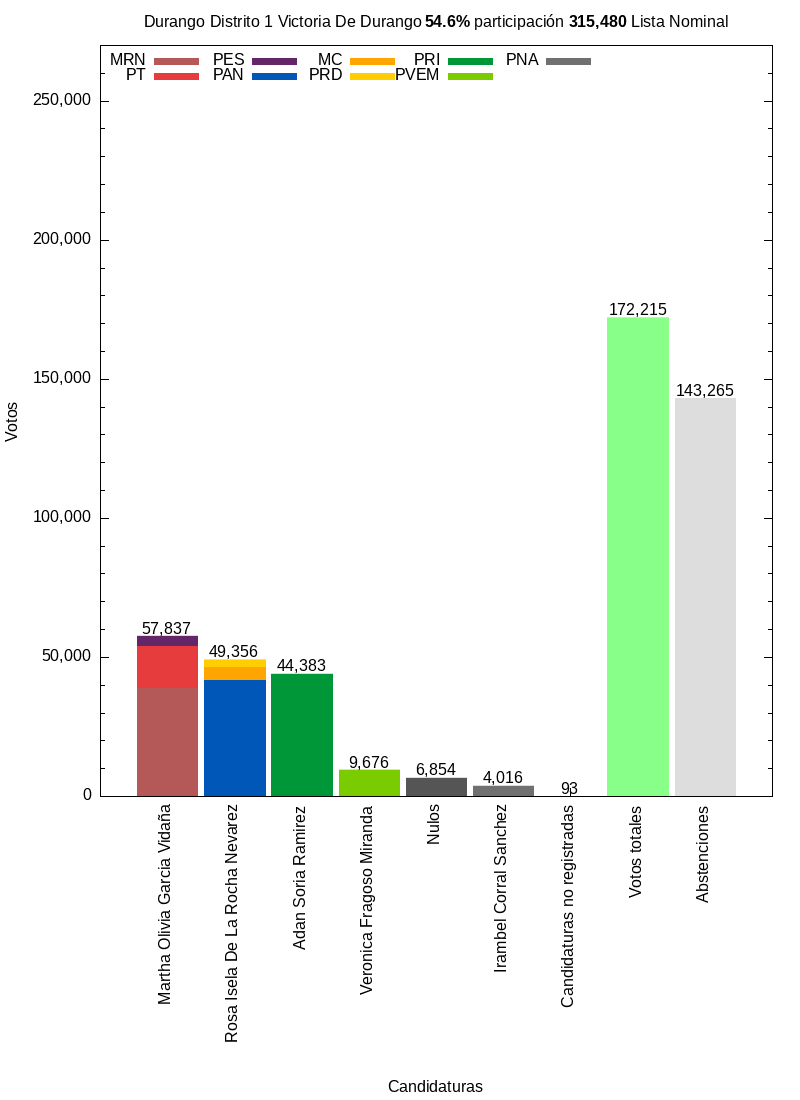 Durango Distrito 1 Victoria De Durango 54.6% participación 315,480 Lista Nominal
MRN PES MC PRI PNA
PT PAN PRD PVEM
250,000
200,000
150,000
100,000
50,000
0
Votos
57,837
49,356
44,383
9,676
6,854
4,016
93
172,215
143,265
Martha Olivia Garcia Vidaña
Rosa Isela De La Rocha Nevarez
Adan Soria Ramirez
Veronica Fragoso Miranda
Nulos
Irambel Corral Sanchez
Candidaturas no registradas
Votos totales
Abstenciones
Candidaturas